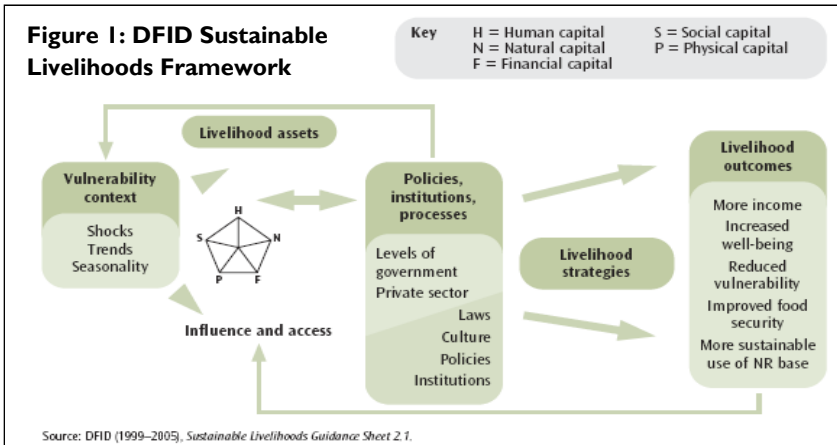 Figure 1: DFID Sustainable
Livelihoods Framework
Key
H = Human capital
N = Natural capital
F = Financial capital
S = Social capital
P = Physical capital
Livelihood assets
Vulnerability
context
Shocks
Trends
Seasonality
H
S
N
P
F
Influence and access
Policies,
institutions,
processes
Levels of
government
Private sector
Laws
Culture
Policies
Institutions
Livelihood
strategies
Livelihood
outcomes
More income
Increased
well-being
Reduced
vulnerability
Improved food
security
More sustainable
use of NR base
Source: DFID (1999–2005), Sustainable Livelihoods Guidance Sheet 2.1.